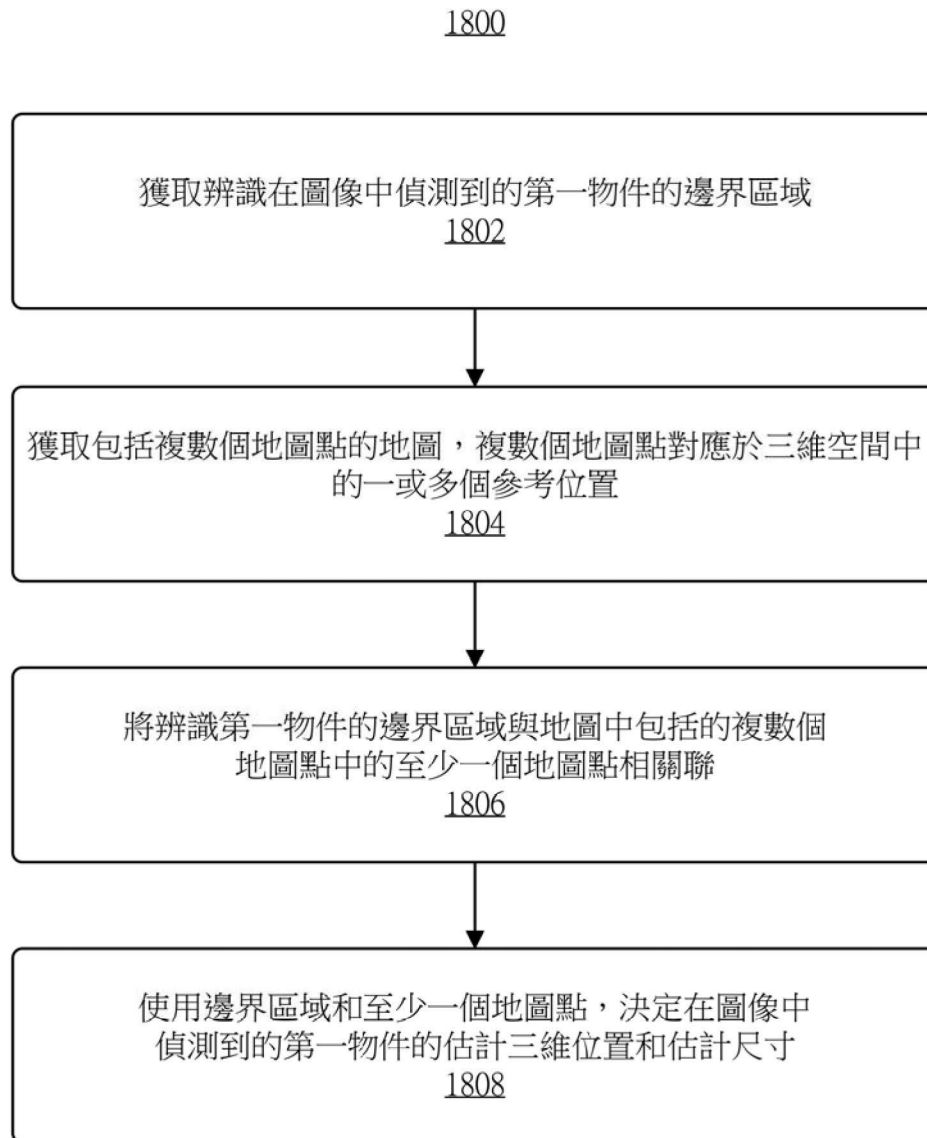 1800
獲取辨識在圖像中偵測到的第一物件的邊界區域
1802
獲取包括複數個地圖點的地圖，複數個地圖點對應於三維空間中
的一或多個參考位置
1804
將辨識第一物件的邊界區域與地圖中包括的複數個
地圖點中的至少一個地圖點相關聯
1806
使用邊界區域和至少一個地圖點，決定在圖像中
偵測到的第一物件的估計三維位置和估計尺寸
1808